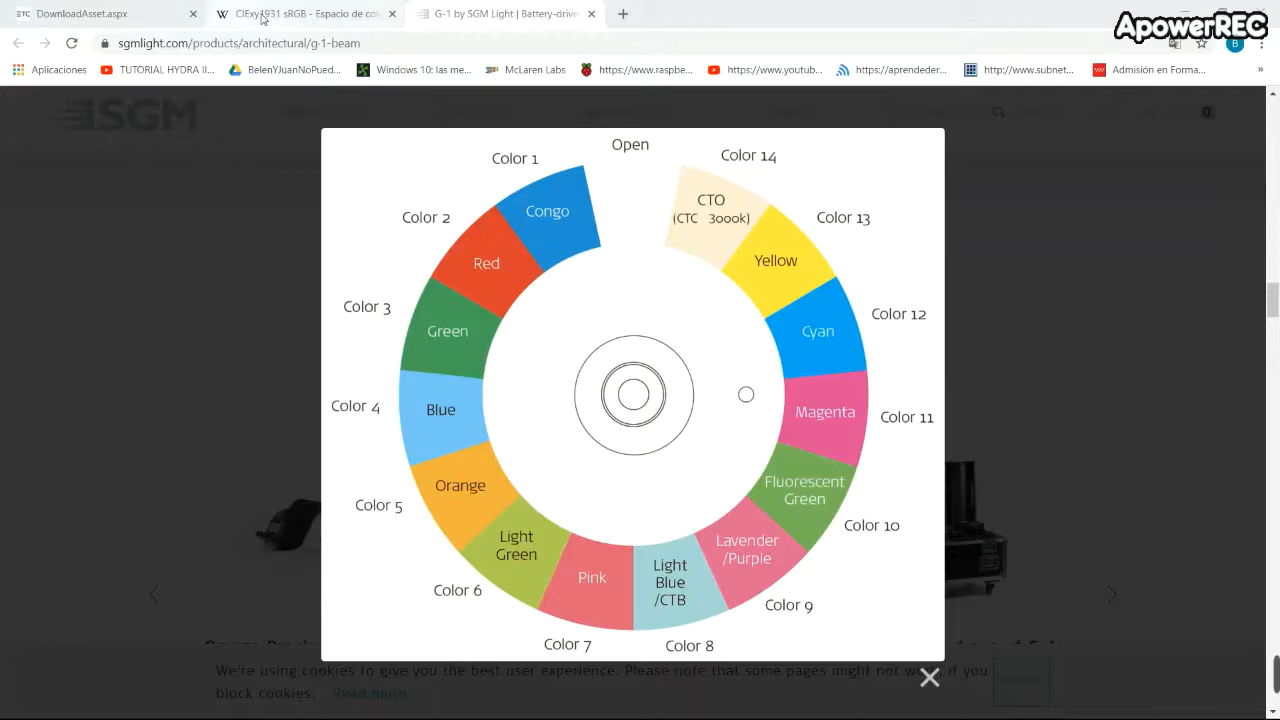 DownloadAsset.aspx
CIExy1931 sRGB - Espacio de col
G-1 by SGM Light | Battery-drive
ApowerREC
sgmlight.com/products/architectural/g-1-beam
B
Aplicaciones
TUTORIAL HYDRA II...
BelenyJuanNoPued...
Windows 10: las me...
McLaren Labs
https://www.raspbe...
https://www.youtub...
https://aprendeder...
http://www.subnet...
Admisión en Forma...
»
SGM
0
Open
Color 1
Color 14
Congo
CTO
(CTC 3000k)
Color 2
Color 13
Red
Yellow
Color 3
Color 12
Green
Cyan
Color 4
Blue
Magenta
Color 11
Orange
Fluorescent
Green
Color 5
Color 10
Light
Green
Lavender
/Purple
Pink
Light
Blue
/CTB
Color 6
Color 9
Color 7
Color 8
We're using cookies to give you the best user experience. Please note that some pages might not work if you
block cookies. Read more